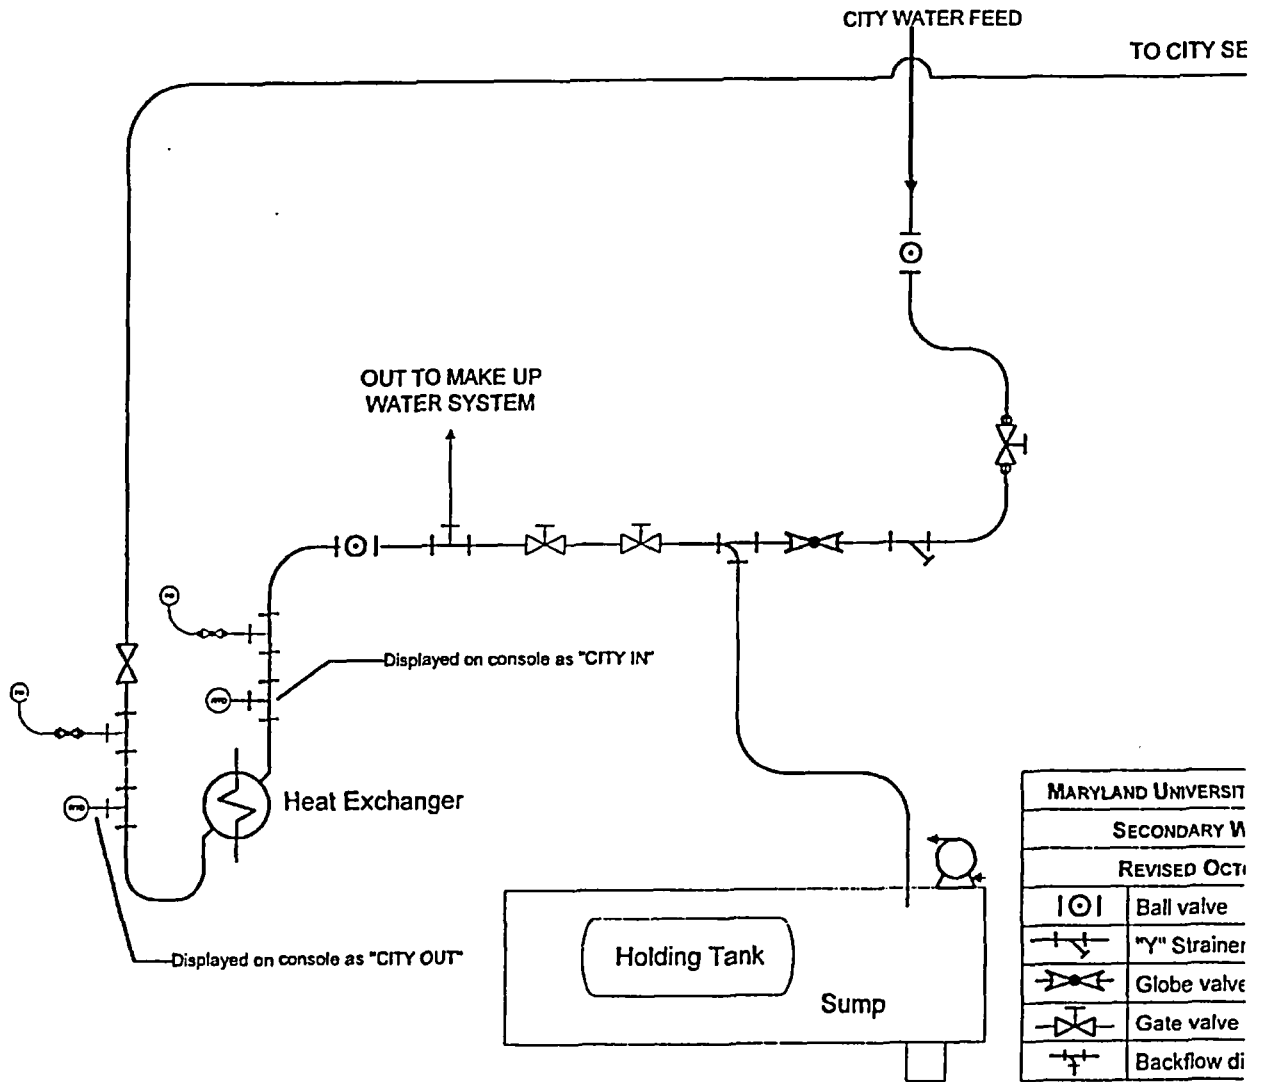 CITY WATER FEED
TO CITY SE
OUT TO MAKE UP
WATER SYSTEM
Displayed on console as "CITY IN"
Heat Exchanger
Displayed on console as "CITY OUT"
Holding Tank
Sump
MARYLAND UNIVERSIT
SECONDARY W
REVISED OCT
Ball valve
"Y" Strainer
Globe valve
Gate valve
Backflow di